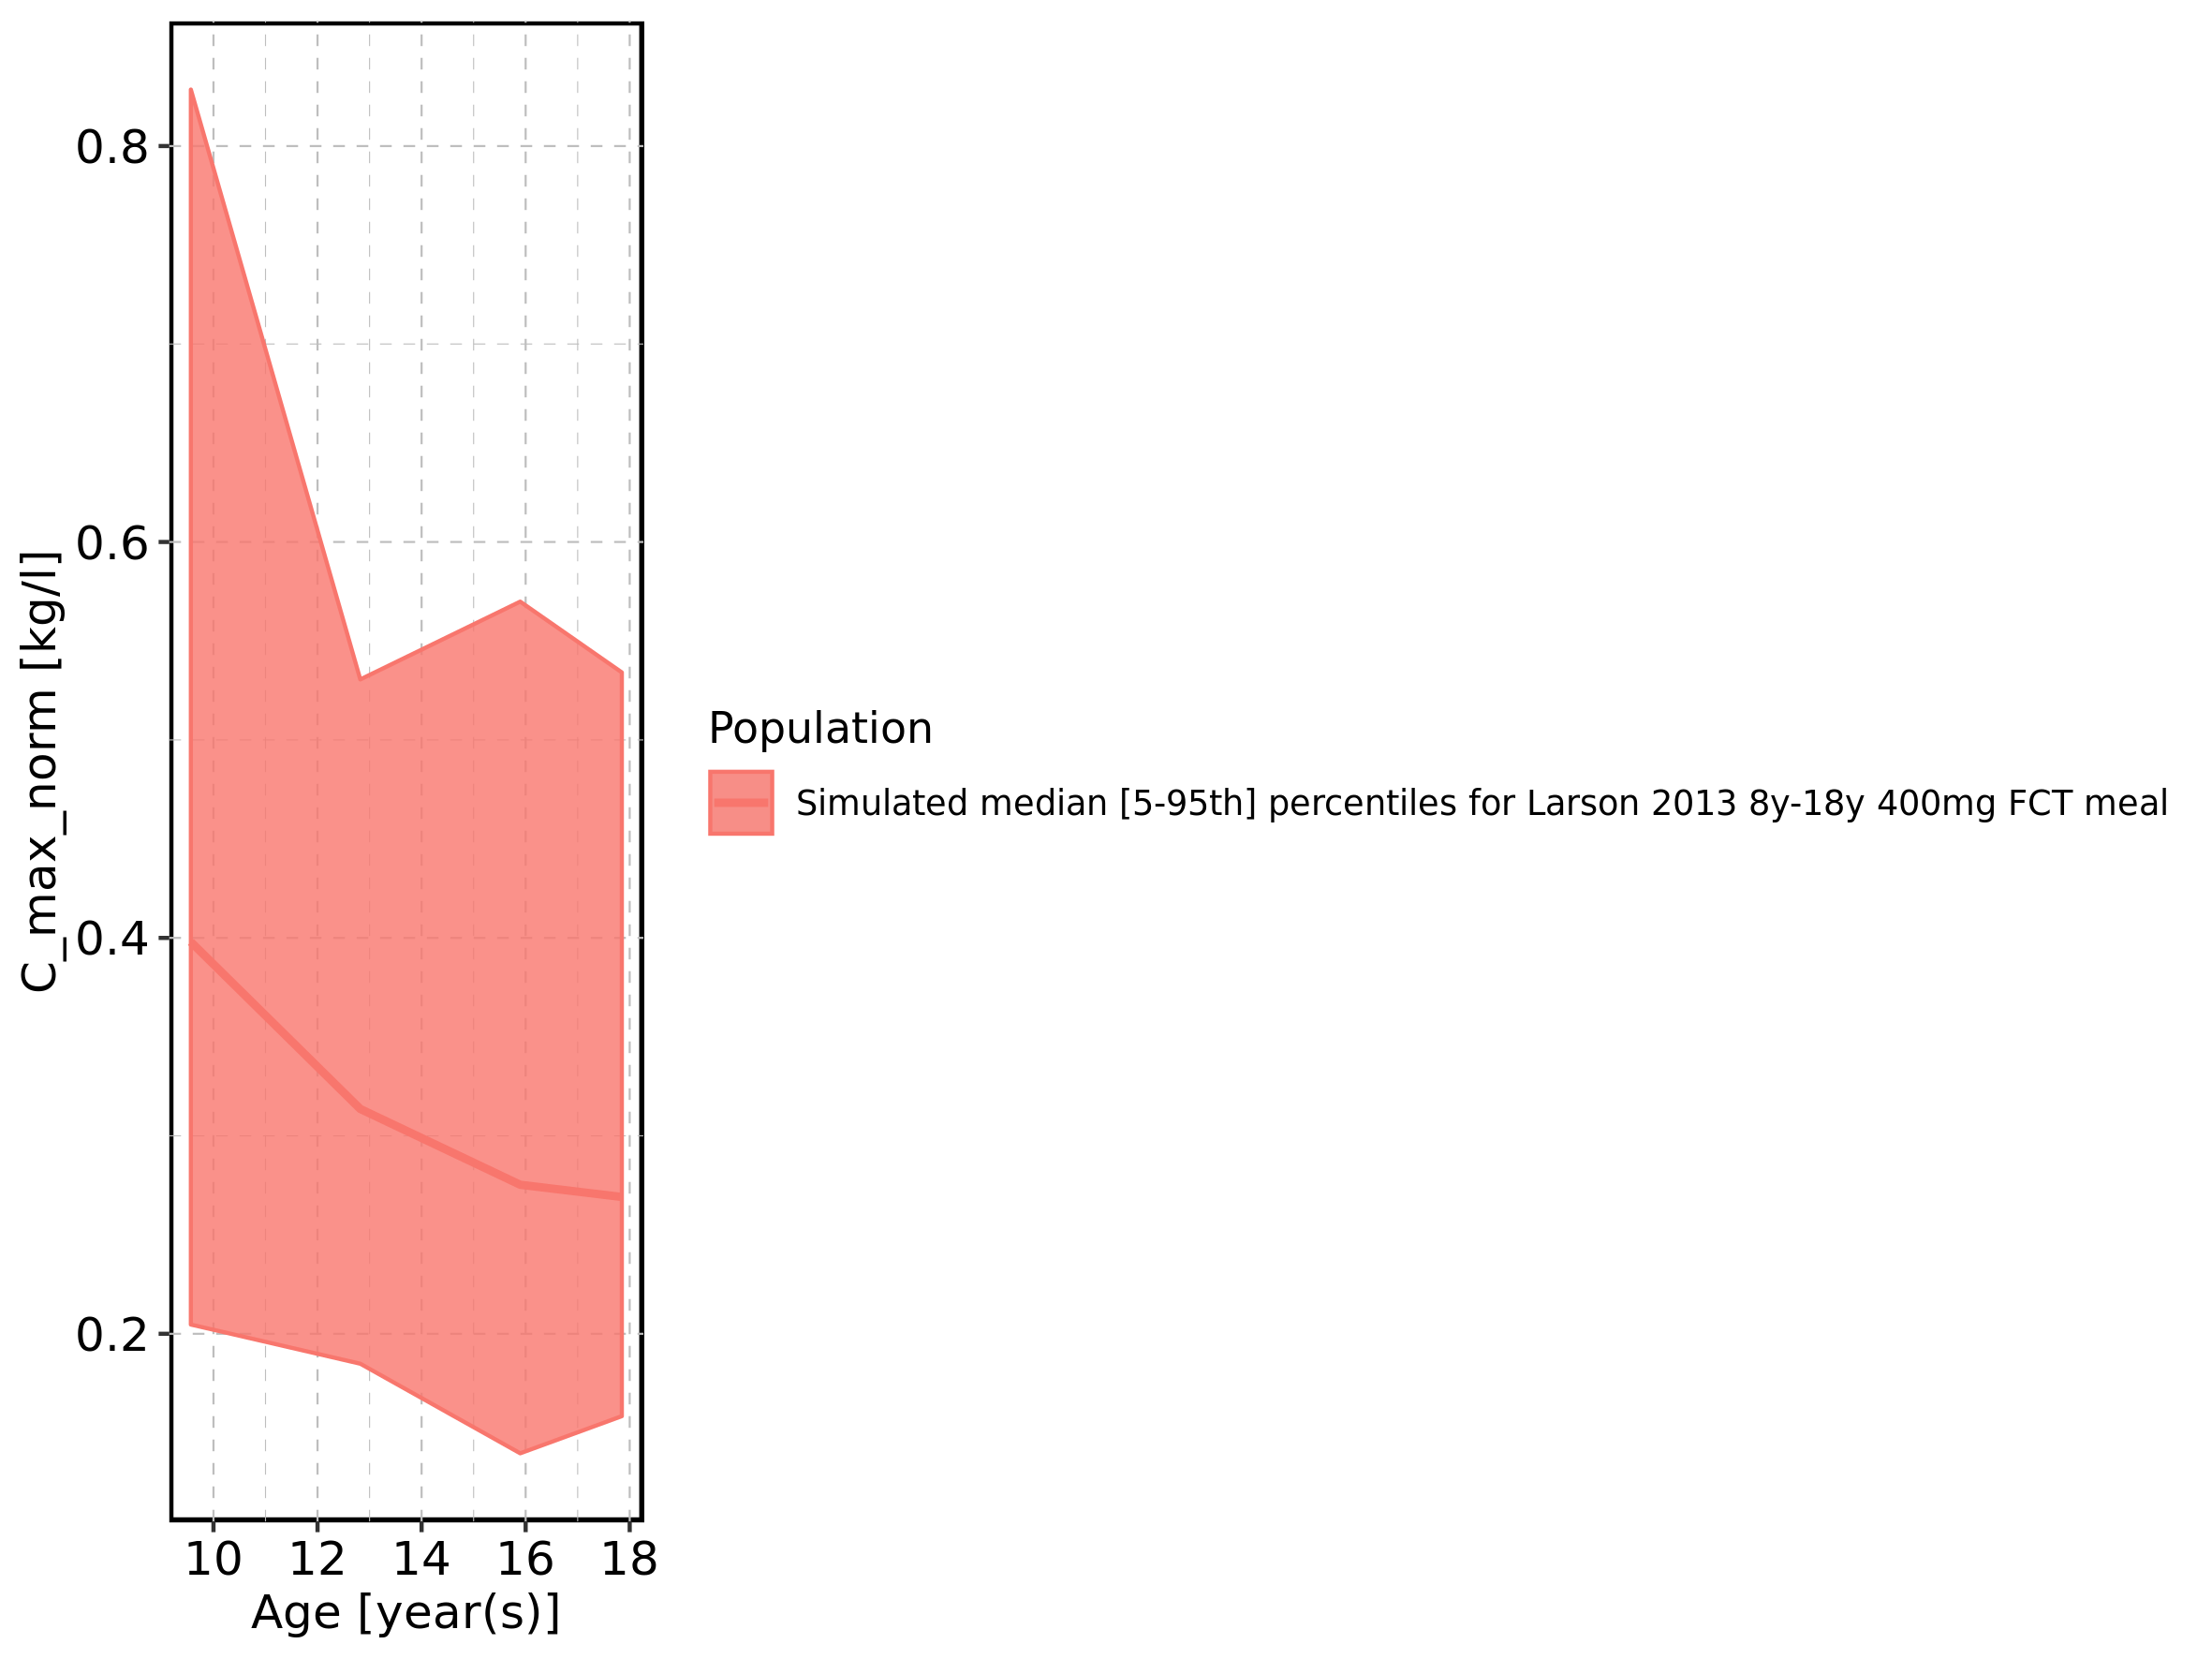 0.8
0.6
0.4
0.2
C_max_norm [kg/l]
10 12 14 16 18
Age [year(s)]
Population
Simulated median [5-95th] percentiles for Larson 2013 8y-18y 400mg FCT meal